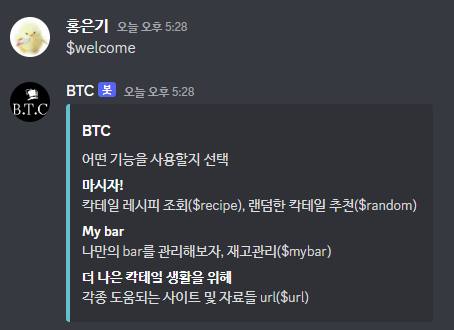 홍은기 오늘 오후 5:28
$welcome
B.T.C
BTC 봇 오늘 오후 5:28
BTC
어떤 기능을 사용할지 선택
마시자!
칵테일 레시피 조회($recipe), 랜덤한 칵테일 추천($random)
My bar
나만의 bar를 관리해보자, 재고관리($mybar)
더 나은 칵테일 생활을 위해
각종 도움되는 사이트 및 자료들 url($url)